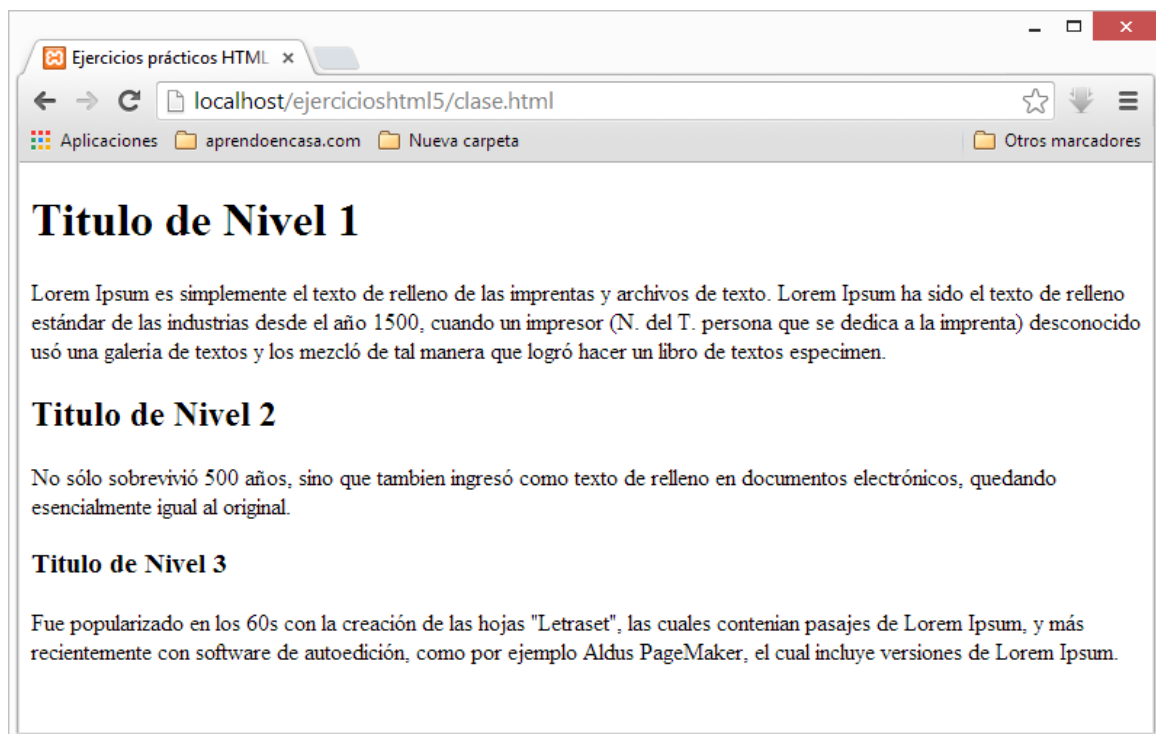 Ejercicios prácticos HTML
localhost/ejercicioshtml5/clase.html
Aplicaciones aprendoencasa.com Nueva carpeta Otros marcadores
Titulo de Nivel 1
Lorem Ipsum es simplemente el texto de relleno de las imprentas y archivos de texto. Lorem Ipsum ha sido el texto de relleno
estándar de las industrias desde el año 1500, cuando un impresor (N. del T. persona que se dedica a la imprenta) desconocido
usó una galería de textos y los mezcló de tal manera que logró hacer un libro de textos especimen.
Titulo de Nivel 2
No sólo sobrevivió 500 años, sino que tambien ingresó como texto de relleno en documentos electrónicos, quedando
esencialmente igual al original.
Titulo de Nivel 3
Fue popularizado en los 60s con la creación de las hojas "Letraset", las cuales contenian pasajes de Lorem Ipsum, y más
recientemente con software de autoedición, como por ejemplo Aldus PageMaker, el cual incluye versiones de Lorem Ipsum.